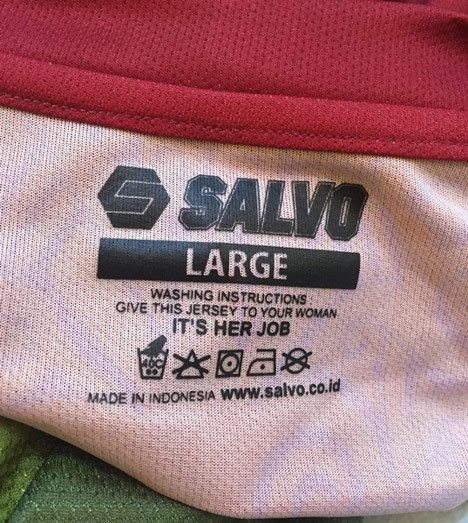 SALVO
LARGE
WASHING INSTRUCTIONS :
GIVE THIS JERSEY TO YOUR WOMAN
IT'S HER JOB
40C
MADE IN INDONESIA www.salvo.co.id